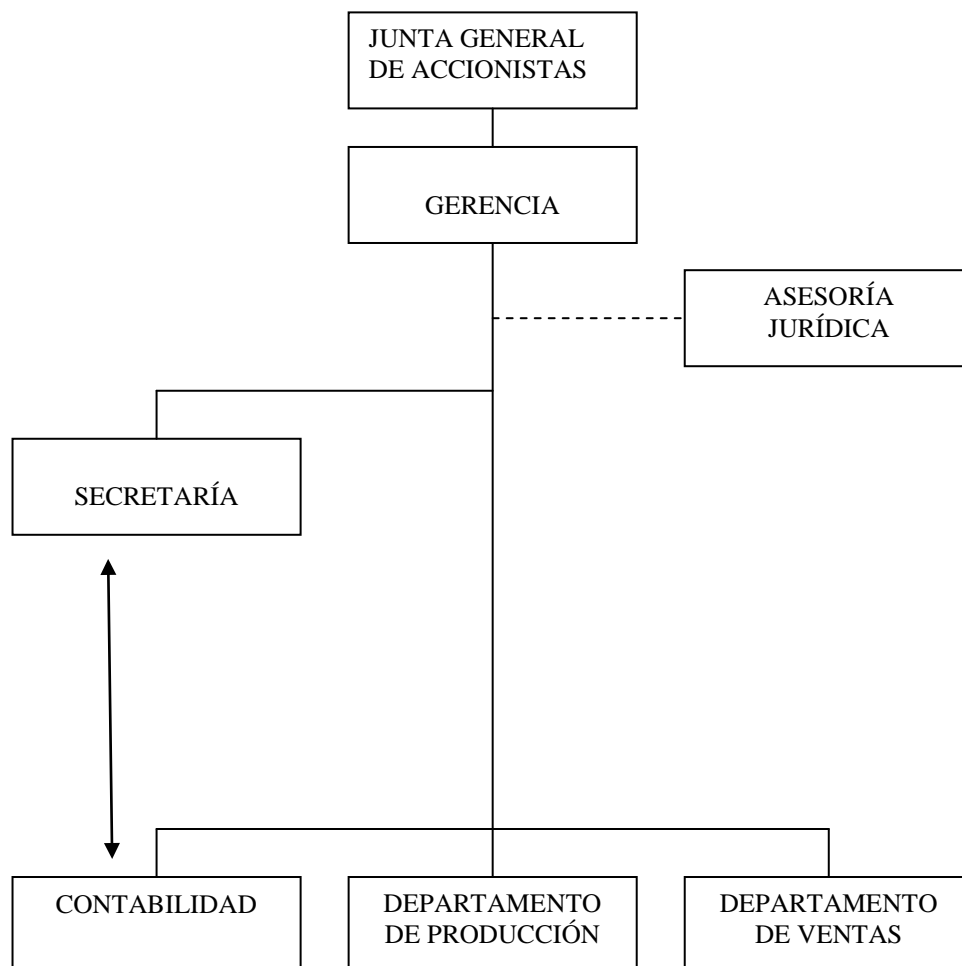 JUNTA GENERAL
DE ACCIONISTAS
GERENCIA
ASESORÍA
JURÍDICA
SECRETARÍA
CONTABILIDAD
DEPARTAMENTO
DE PRODUCCIÓN
DEPARTAMENTO
DE VENTAS